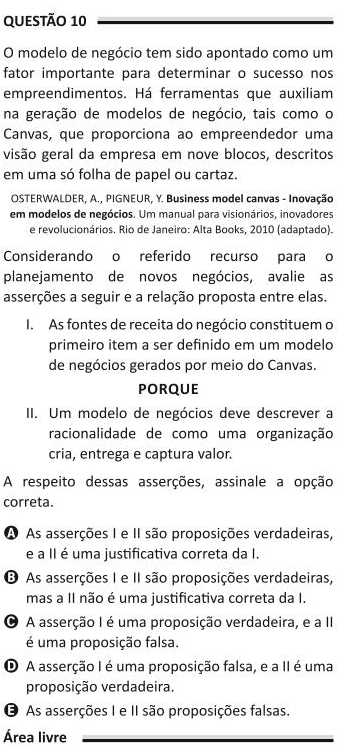 QUESTÃO 10
O modelo de negócio tem sido apontado como um
fator importante para determinar o sucesso nos
empreendimentos. Há ferramentas que auxiliam
na geração de modelos de negócio, tais como o
Canvas, que proporciona ao empreendedor uma
visão geral da empresa em nove blocos, descritos
em uma só folha de papel ou cartaz.
OSTERWALDER, A., PIGNEUR, Y. Business model canvas - Inovação
em modelos de negócios. Um manual para visionários, inovadores
e revolucionários. Rio de Janeiro: Alta Books, 2010 (adaptado).
Considerando o referido recurso para o
planejamento de novos negócios, avalie as
asserções a seguir e a relação proposta entre elas.
I. As fontes de receita do negócio constituem o
primeiro item a ser definido em um modelo
de negócios gerados por meio do Canvas.
PORQUE
II. Um modelo de negócios deve descrever a
racionalidade de como uma organização
cria, entrega e captura valor.
A respeito dessas asserções, assinale a opção
correta.
A As asserções I e II são proposições verdadeiras,
e a II é uma justificativa correta da I.
B As asserções I e II são proposições verdadeiras,
mas a II não é uma justificativa correta da I.
C A asserção I é uma proposição verdadeira, e a II
é uma proposição falsa.
D A asserção I é uma proposição falsa, e a II é uma
proposição verdadeira.
E As asserções I e II são proposições falsas.
Área livre